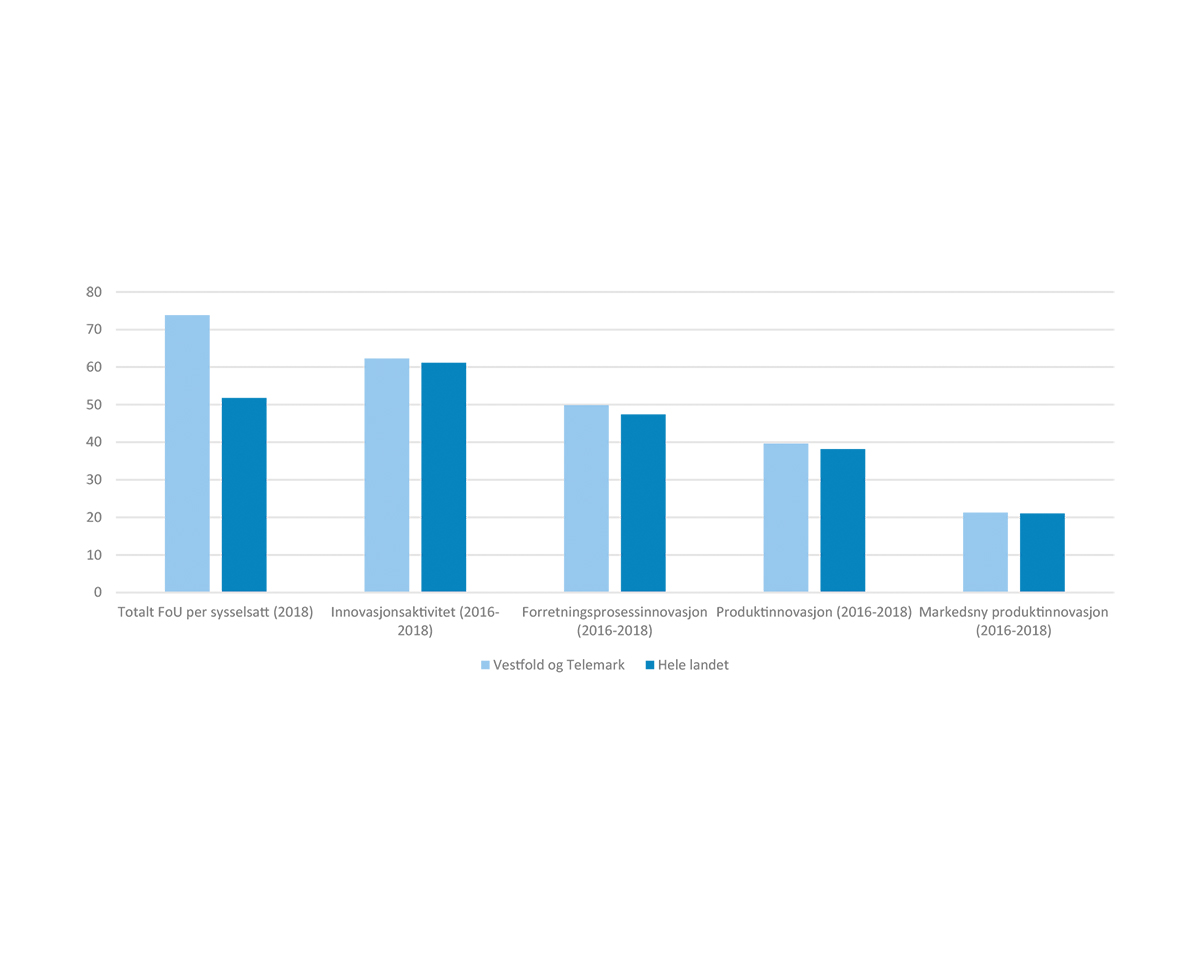 80
70
60
50
40
30
20
10
0
Totalt FoU per sysselsatt (2018)
Innovasjonsaktivitet (2016-
2018)
Forretningsprosessinnovasjon
(2016-2018)
Produktinnovasjon (2016-2018)
Markedsny produktinnovasjon
(2016-2018)
Vestfold og Telemark
Hele landet